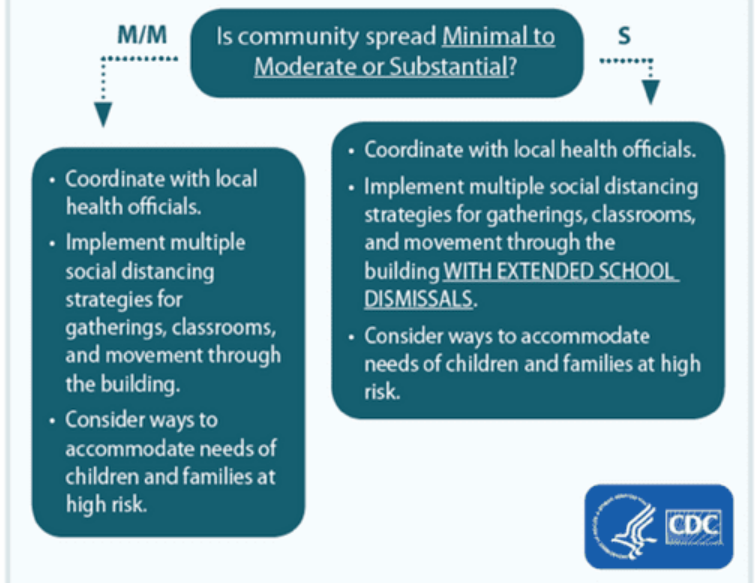 M/M
Is community spread Minimal to
Moderate or Substantial?
S
• Coordinate with local
health officials.
• Implement multiple
social distancing
strategies for
gatherings, classrooms,
and movement through
the building.
• Consider ways to
accommodate needs of
children and families at
high risk.
• Coordinate with local health officials.
• Implement multiple social distancing
strategies for gatherings, classrooms,
and movement through the
building WITH EXTENDED SCHOOL
DISMISSALS.
• Consider ways to accommodate
needs of children and families at high
risk.
CDC